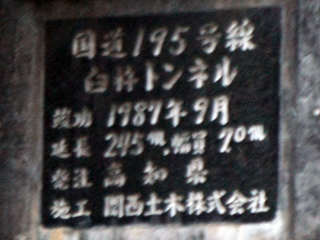 国道195号線
白杵トンネル
竣功 1987年9月
延長 245m.幅員 7.0m
発注 高知県
施工 関西土木株式会社